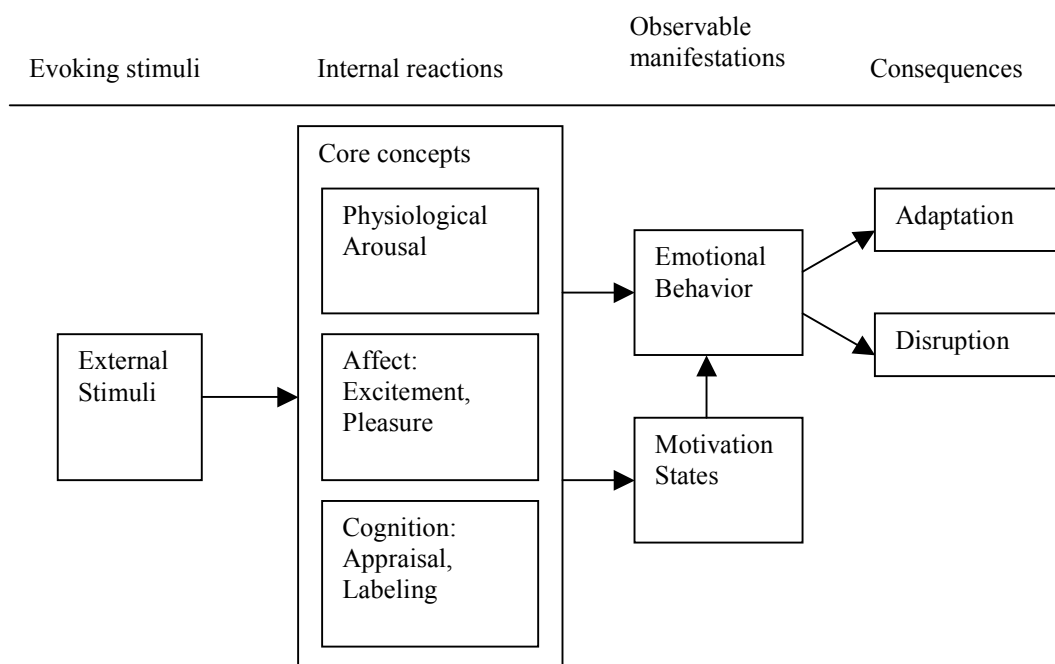 Evoking stimuli
Internal reactions
Observable
manifestations
Consequences
Core concepts
Physiological
Arousal
Affect:
Excitement,
Pleasure
Cognition:
Appraisal,
Labeling
External
Stimuli
Emotional
Behavior
Motivation
States
Adaptation
Disruption